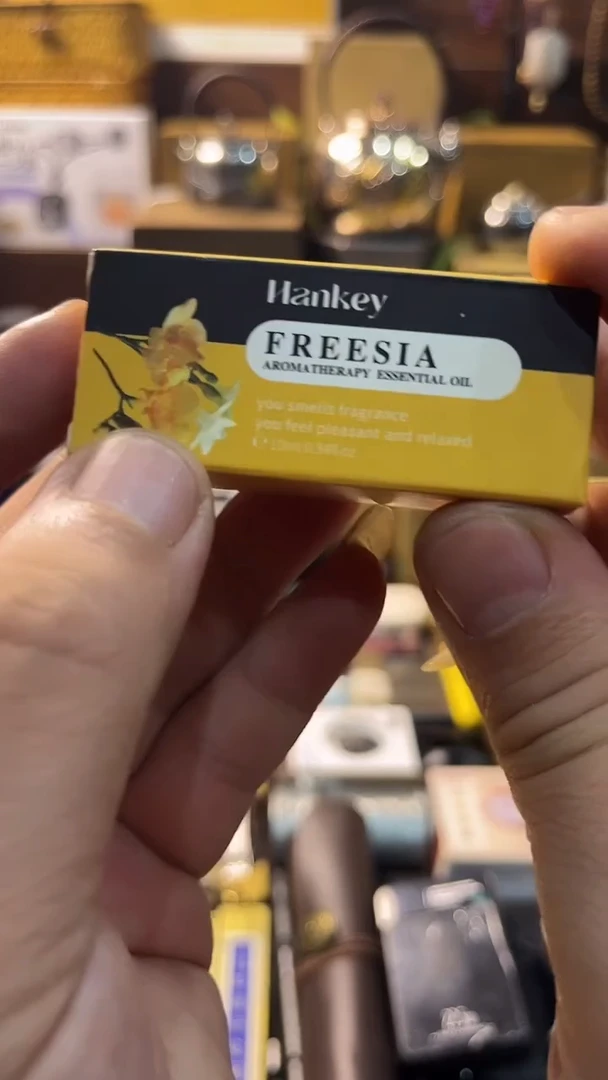 Hankey
FREESIA
AROMATHERAPY ESSENTIAL OIL
you smells fragrance
you feel pleasant and relaxed